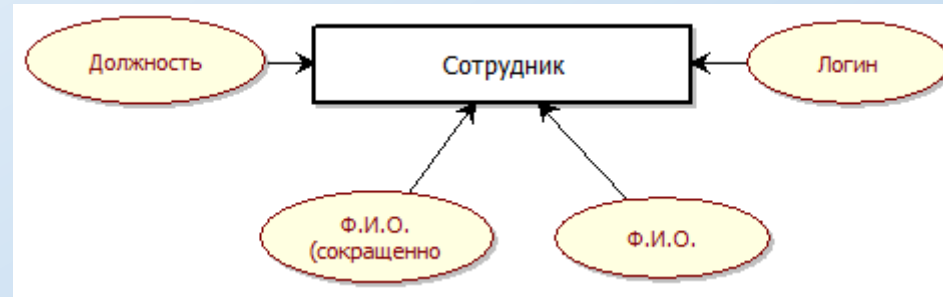 Должность
Сотрудник
Логин
Ф.И.О.
(сокращенно
Ф.И.О.